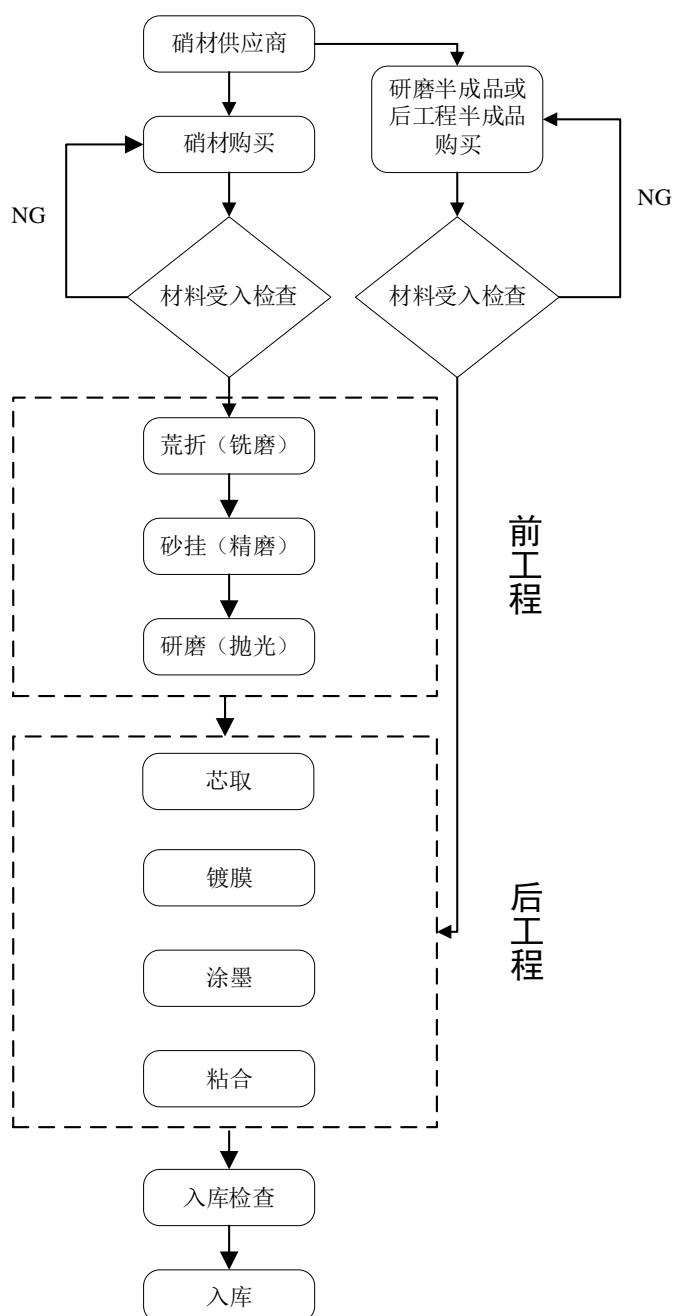 硝材供应商
研磨半成品或
后工程半成品
购买
硝材购买
NG
NG
材料受入检查
材料受入检查
荒折（铣磨）
砂挂（精磨）
研磨（抛光）
前工程
芯取
镀膜
涂墨
粘合
后工程
入库检查
入库